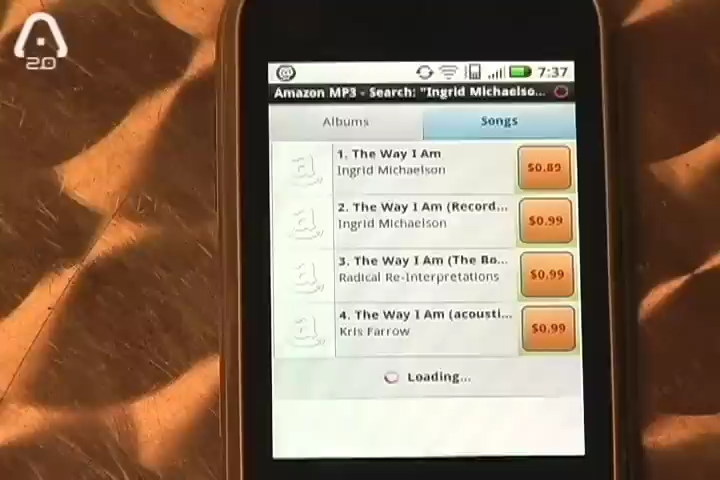 2.0
7:37
Amazon MP3 - Search: "Ingrid Michaelso...
Albums
Songs
1. The Way I Am
Ingrid Michaelson
$0.89
2. The Way I Am (Record...
Ingrid Michaelson
$0.99
3. The Way I Am (The Bo...
Radical Re-Interpretations
$0.99
4. The Way I Am (acousti...
Kris Farrow
$0.99
Loading...